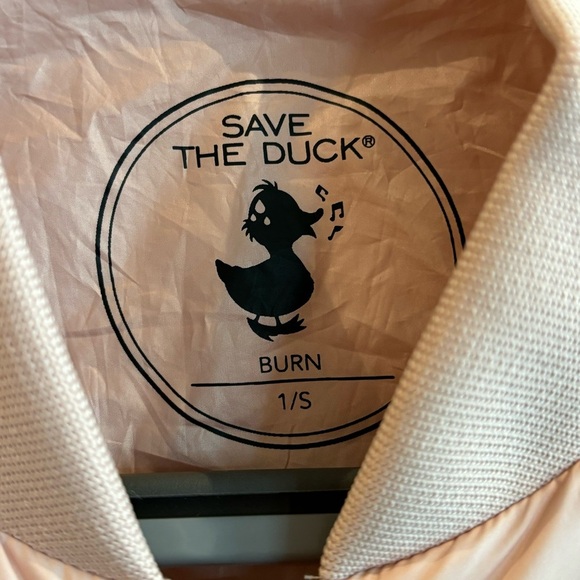 SAVE
THE DUCK®
BURN
1/S